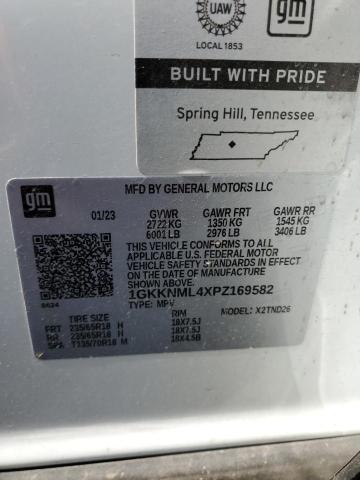 UAW
gm
LOCAL 1853
BUILT WITH PRIDE
Spring Hill, Tennessee
gm
MFD BY GENERAL MOTORS LLC
01/23 GVWR GAWR FRT GAWR RR
2722 KG 1350 KG 1545 KG
6001 LB 2976 LB 3406 LB
THIS VEHICLE CONFORMS TO ALL
APPLICABLE U.S. FEDERAL MOTOR
VEHICLE SAFETY STANDARDS IN
EFFECT ON THE DATE OF
MANUFACTURE SHOWN ABOVE.
1GKKNML4XPZ169582
TYPE: MPV MODEL: X2TND26
8624
TIRE SIZE RIM
FRT 235/65R18 H 18X7.5J
RR 235/65R18 H 18X7.5J
SPA T135/70R18 M 18X4.5B